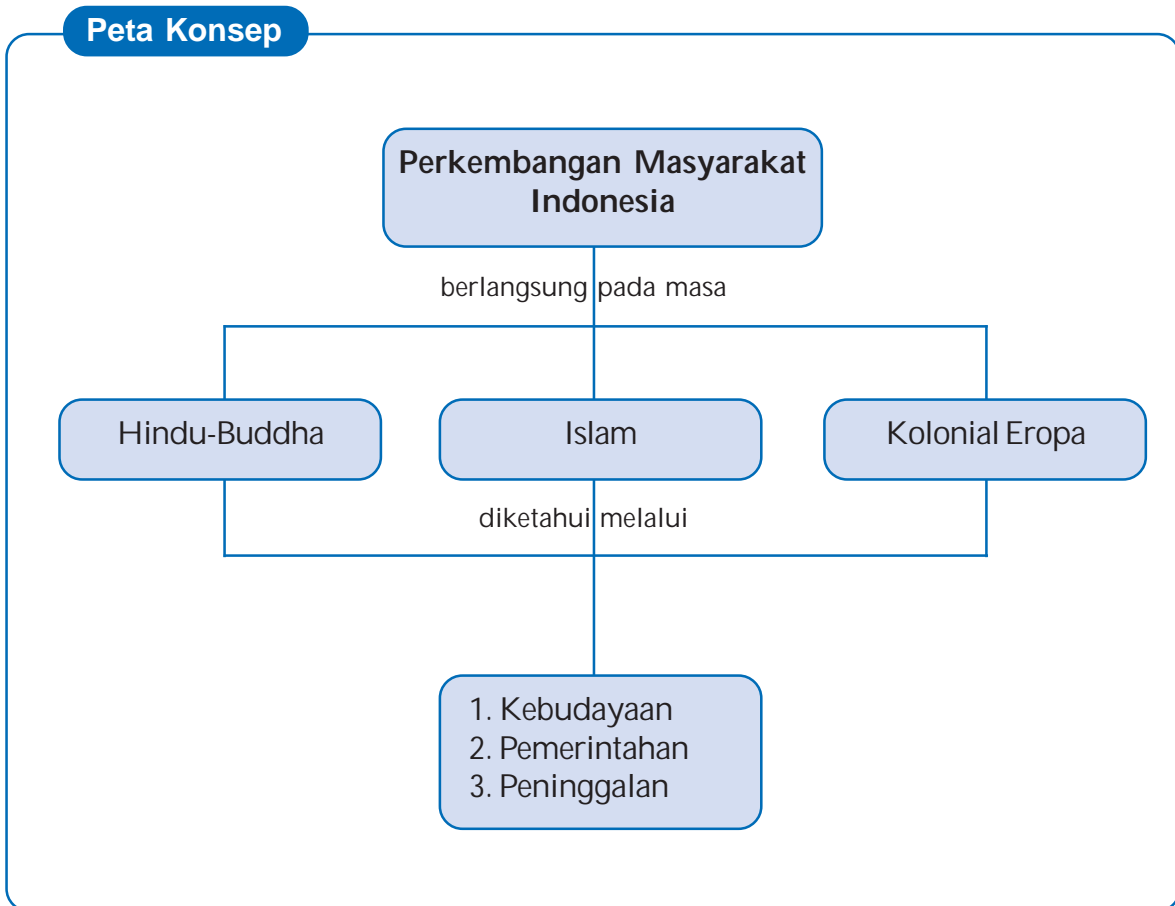 Peta Konsep
Perkembangan Masyarakat
Indonesia
berlangsung pada masa
Hindu-Buddha
Islam
Kolonial Eropa
diketahui melalui
1. Kebudayaan
2. Pemerintahan
3. Peninggalan